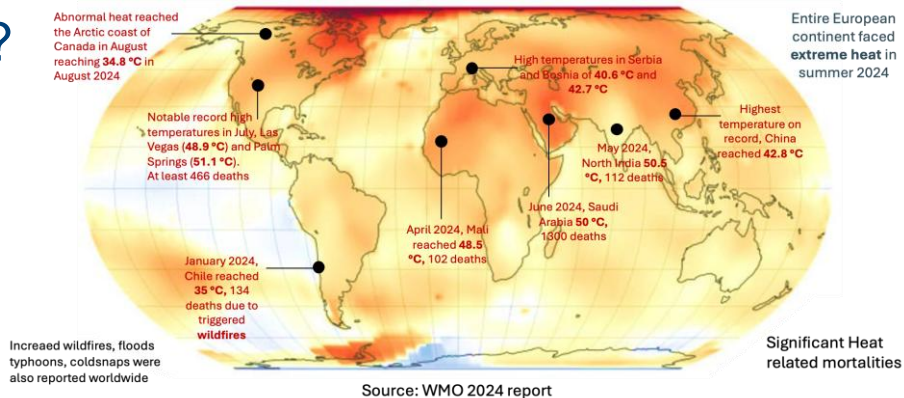 ?
Abnormal heat reached
the Arctic coast of
Canada in August
reaching 34.8 °C in
August 2024
Entire European
continent faced
extreme heat in
summer 2024
High temperatures in Serbia
and Bosnia of 40.6 °C and
42.7 °C
Notable record high
temperatures in July, Las
Vegas (48.9 °C) and Palm
Springs (51.1 °C).
At least 466 deaths
Highest
temperature on
record, China
reached 42.8 °C
May 2024,
North India 50.5
°C, 112 deaths
June 2024, Saudi
Arabia 50 °C,
1300 deaths
April 2024, Mali
reached 48.5
°C, 102 deaths
January 2024,
Chile reached
35 °C, 134
deaths due to
triggered
wildfires
Increaed wildfires, floods
typhoons, coldsnaps were
also reported worldwide
Significant Heat
related mortalities
Source: WMO 2024 report